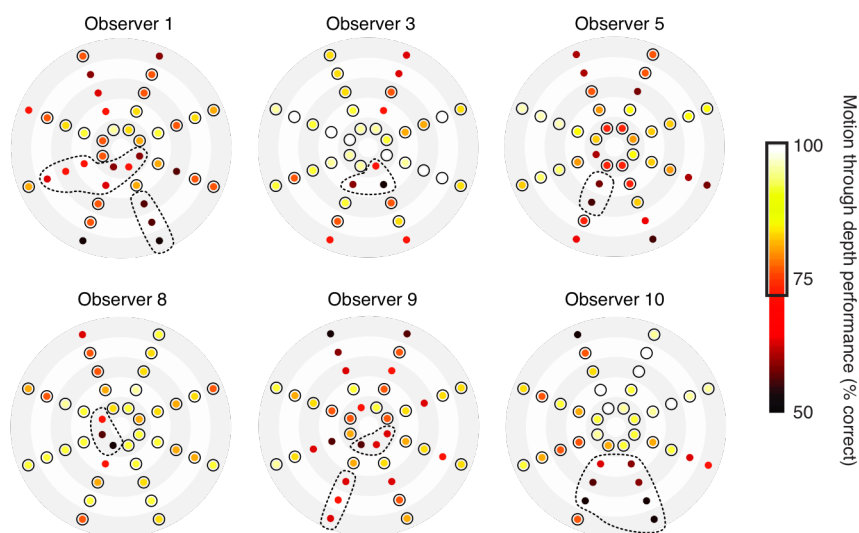 Observer 1
Observer 3
Observer 5
Observer 8
Observer 9
Observer 10
100
75
50
Motion through depth performance (% correct)